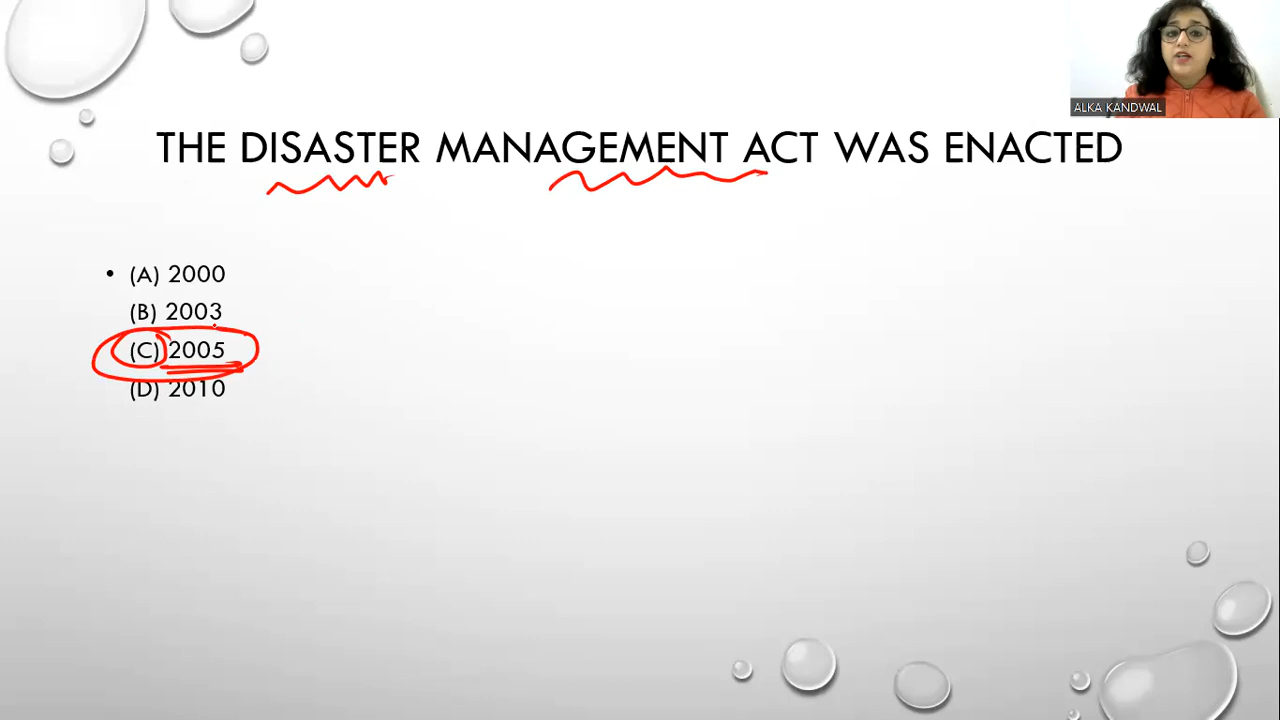 ALKA KANDWAL
THE DISASTER MANAGEMENT ACT WAS ENACTED
• (A) 2000
(B) 2003
(C) 2005
(D) 2010